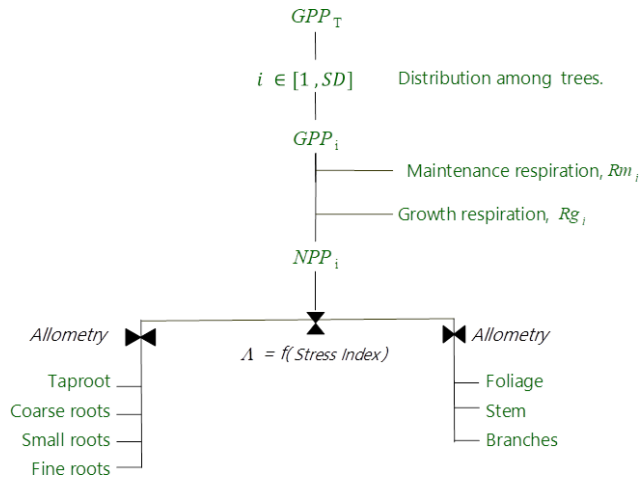 GPP_T
i ∈ [1 , SD] Distribution among trees.
GPP_i
Maintenance respiration, Rm_i
Growth respiration, Rg_i
NPP_i
Allometry Allometry
Λ = f( Stress Index)
Taproot Foliage
Coarse roots Stem
Small roots Branches
Fine roots